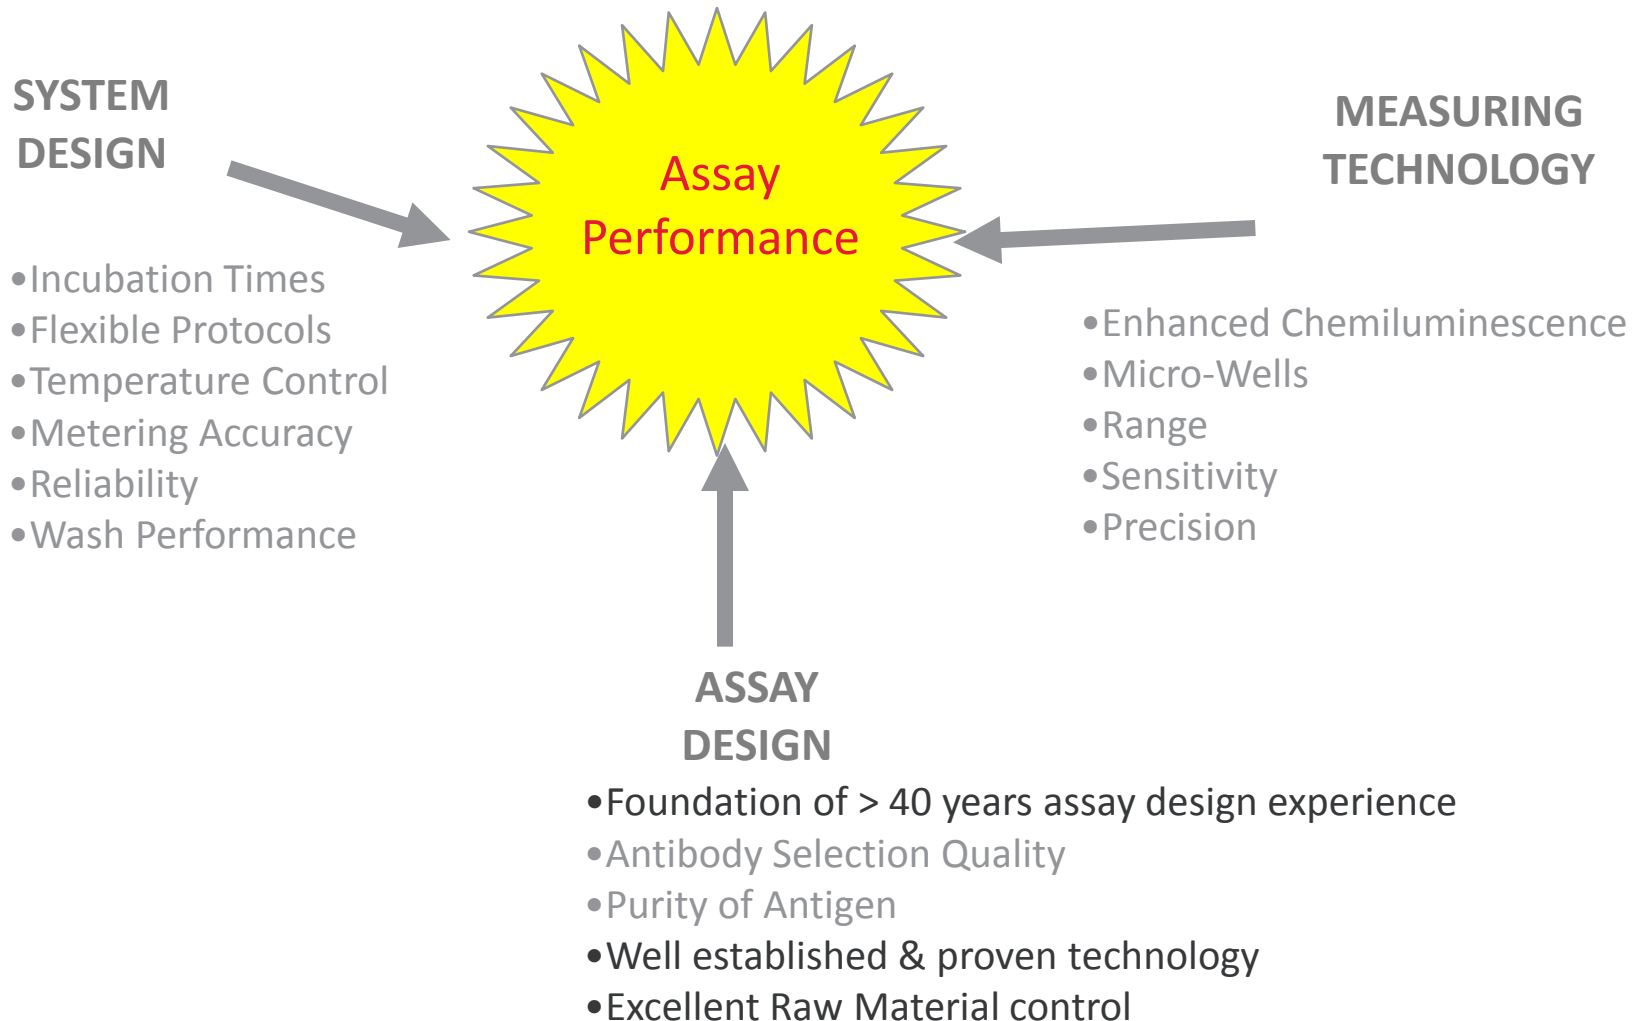 SYSTEM
DESIGN
•Incubation Times
•Flexible Protocols
•Temperature Control
•Metering Accuracy
•Reliability
•Wash Performance
Assay
Performance
MEASURING
TECHNOLOGY
•Enhanced Chemiluminescence
•Micro-Wells
•Range
•Sensitivity
•Precision
ASSAY
DESIGN
•Foundation of > 40 years assay design experience
•Antibody Selection Quality
•Purity of Antigen
•Well established & proven technology
•Excellent Raw Material control